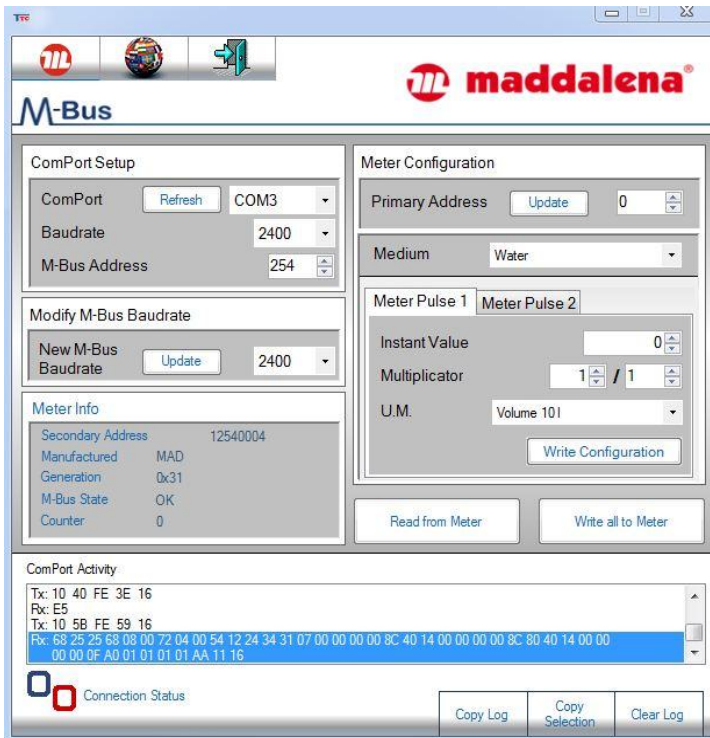 TTC
m
maddalena®
M-Bus
ComPort Setup
ComPort Refresh COM3
Baudrate 2400
M-Bus Address 254
Modify M-Bus Baudrate
New M-Bus
Baudrate Update 2400
Meter Info
Secondary Address 12540004
Manufactured MAD
Generation 0x31
M-Bus State OK
Counter 0
Meter Configuration
Primary Address Update 0
Medium Water
Meter Pulse 1 Meter Pulse 2
Instant Value 0
Multiplicator 1 / 1
U.M. Volume 10 l
Write Configuration
Read from Meter Write all to Meter
ComPort Activity
Tx: 10 40 FE 3E 16
Rx: E5
Tx: 10 5B FE 59 16
Rx: 68 25 25 68 08 00 72 04 00 54 12 24 34 31 07 00 00 00 00 8C 40 14 00 00 00 00 8C 80 40 14 00 00
00 00 0F A0 01 01 01 01 AA 11 16
Connection Status
Copy Log
Copy
Selection
Clear Log